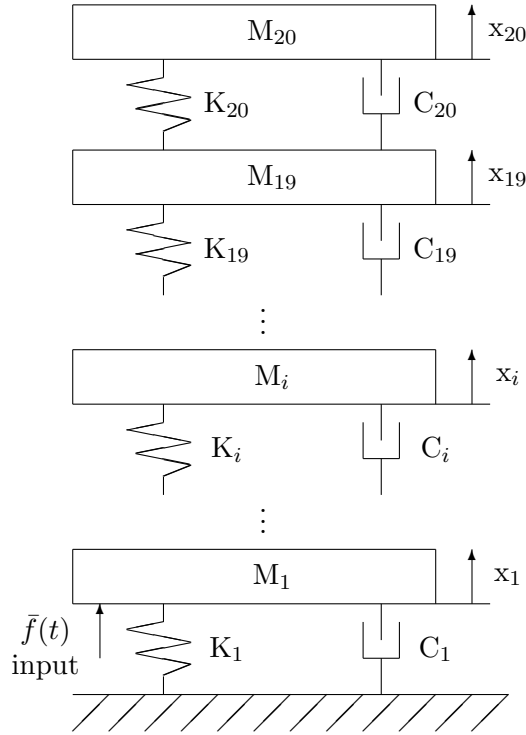 M₂₀ x₂₀
K₂₀ C₂₀
M₁₉ x₁₉
K₁₉ C₁₉
⋮
Mᵢ xᵢ
Kᵢ Cᵢ
⋮
M₁ x₁
f̄(t)
input K₁ C₁